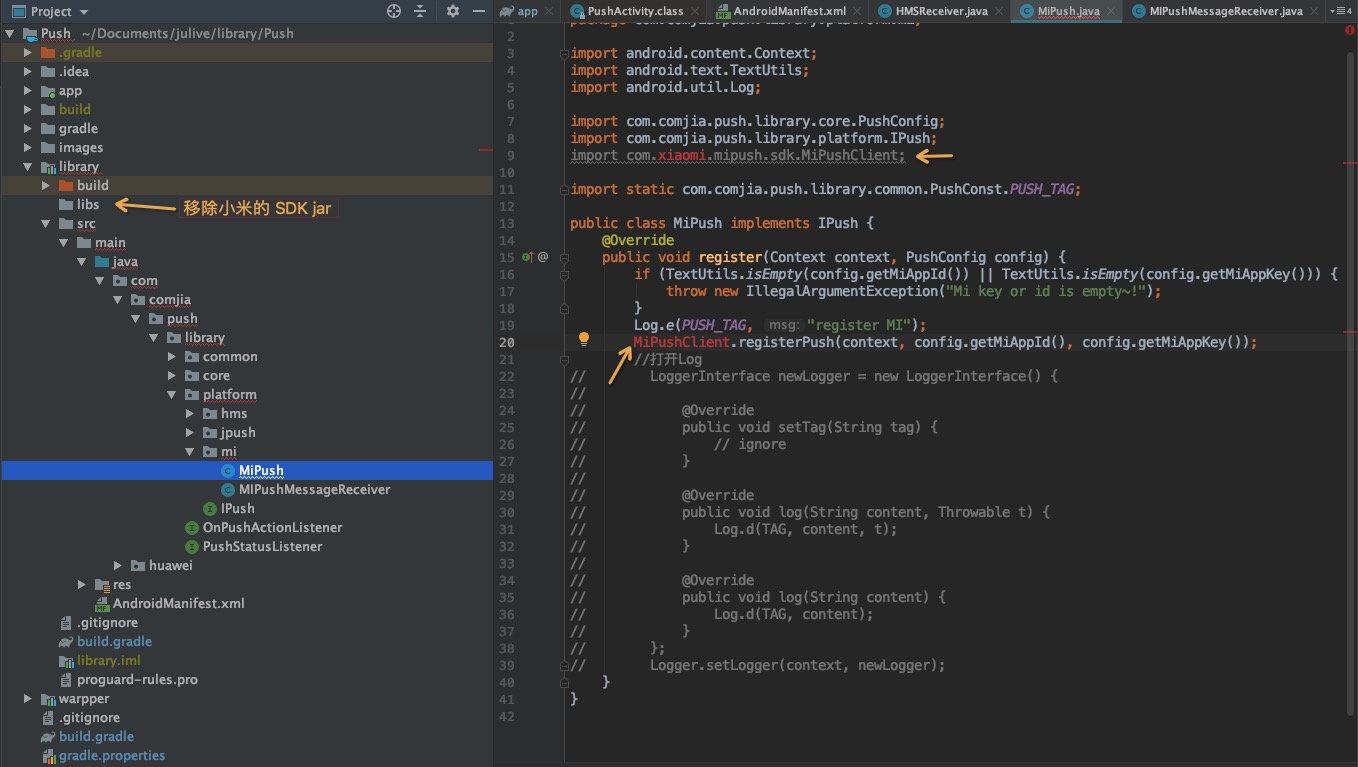 Project
Push ~/Documents/julive/library/Push
.gradle
.idea
app
build
gradle
images
library
build
libs
移除小米的 SDK jar
src
main
java
com
comjia
push
library
common
core
platform
hms
jpush
mi
MiPush
MIPushMessageReceiver
IPush
OnPushActionListener
PushStatusListener
huawei
res
AndroidManifest.xml
.gitignore
build.gradle
library.iml
proguard-rules.pro
warpper
.gitignore
build.gradle
gradle.properties
app PushActivity.class AndroidManifest.xml HMSReceiver.java MiPush.java MIPushMessageReceiver.java 4
2
3 import android.content.Context;
4 import android.text.TextUtils;
5 import android.util.Log;
6
7 import com.comjia.push.library.core.PushConfig;
8 import com.comjia.push.library.platform.IPush;
9 import com.xiaomi.mipush.sdk.MiPushClient;
10
11 import static com.comjia.push.library.common.PushConst.PUSH_TAG;
12
13 public class MiPush implements IPush {
14 @Override
15 @ public void register(Context context, PushConfig config) {
16 if (TextUtils.isEmpty(config.getMiAppId()) || TextUtils.isEmpty(config.getMiAppKey())) {
17 throw new IllegalArgumentException("Mi key or id is empty~!");
18 }
19 Log.e(PUSH_TAG, msg: "register MI");
20 MiPushClient.registerPush(context, config.getMiAppId(), config.getMiAppKey());
21 //打开Log
22 // LoggerInterface newLogger = new LoggerInterface() {
23 //
24 // @Override
25 // public void setTag(String tag) {
26 // // ignore
27 // }
28 //
29 // @Override
30 // public void log(String content, Throwable t) {
31 // Log.d(TAG, content, t);
32 // }
33 //
34 // @Override
35 // public void log(String content) {
36 // Log.d(TAG, content);
37 // }
38 // };
39 // Logger.setLogger(context, newLogger);
40 }
41 }
42